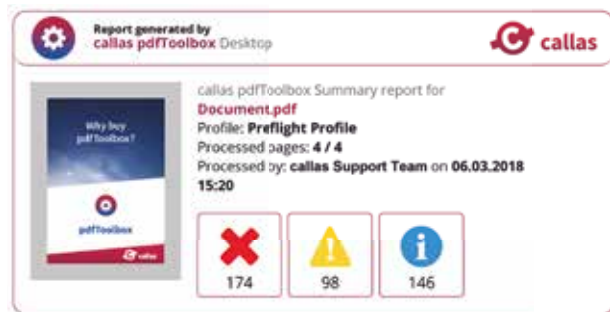 Report generated by
callas pdfToolbox Desktop
callas
callas pdfToolbox Summary report for
Document.pdf
Profile: Preflight Profile
Processed pages: 4 / 4
Processed by: callas Support Team on 06.03.2018
15:20
Why buy
pdfToolbox?
pdfToolbox
callas
174
98
146